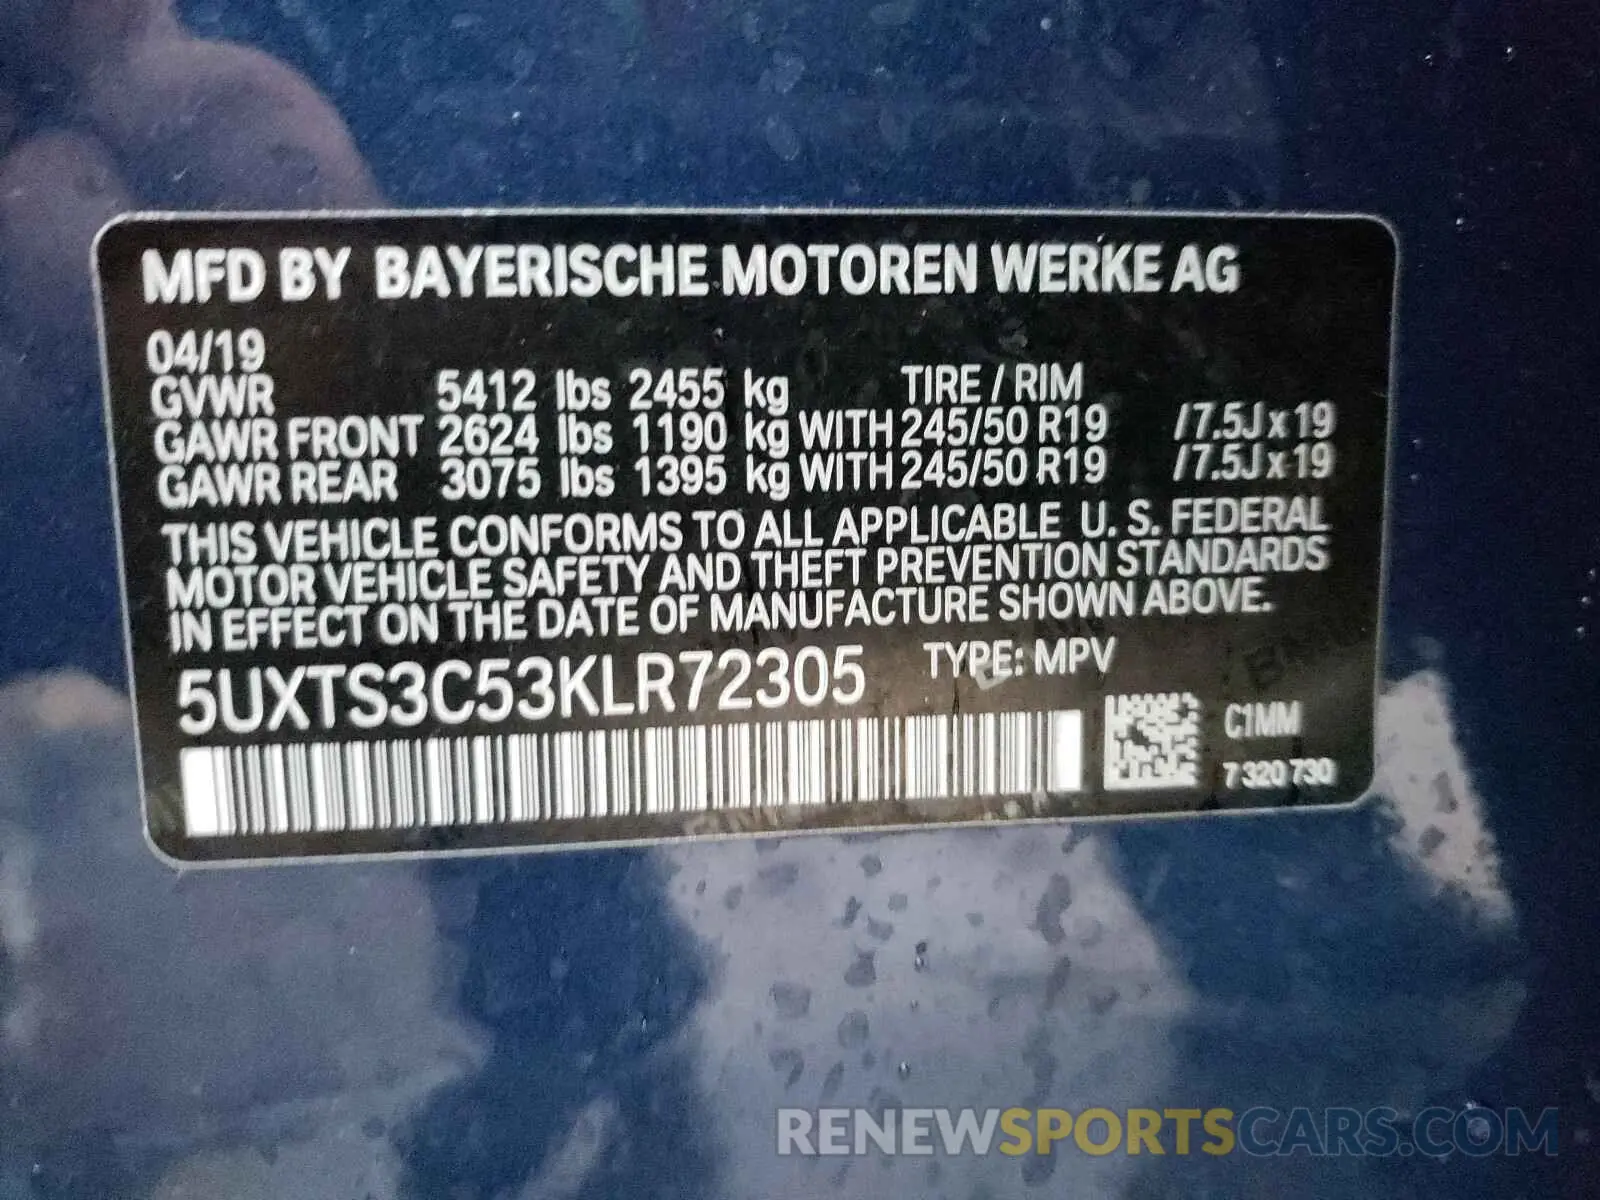 MFD BY BAYERISCHE MOTOREN WERKE AG
04/19
GVWR 5412 lbs 2455 kg TIRE / RIM
GAWR FRONT 2624 lbs 1190 kg WITH 245/50 R19 /7.5J x 19
GAWR REAR 3075 lbs 1395 kg WITH 245/50 R19 /7.5J x 19
THIS VEHICLE CONFORMS TO ALL APPLICABLE U. S. FEDERAL
MOTOR VEHICLE SAFETY AND THEFT PREVENTION STANDARDS
IN EFFECT ON THE DATE OF MANUFACTURE SHOWN ABOVE.
5UXTS3C53KLR72305 TYPE: MPV
C1MM
7 320 730
RENEWSPORTSCARS.COM